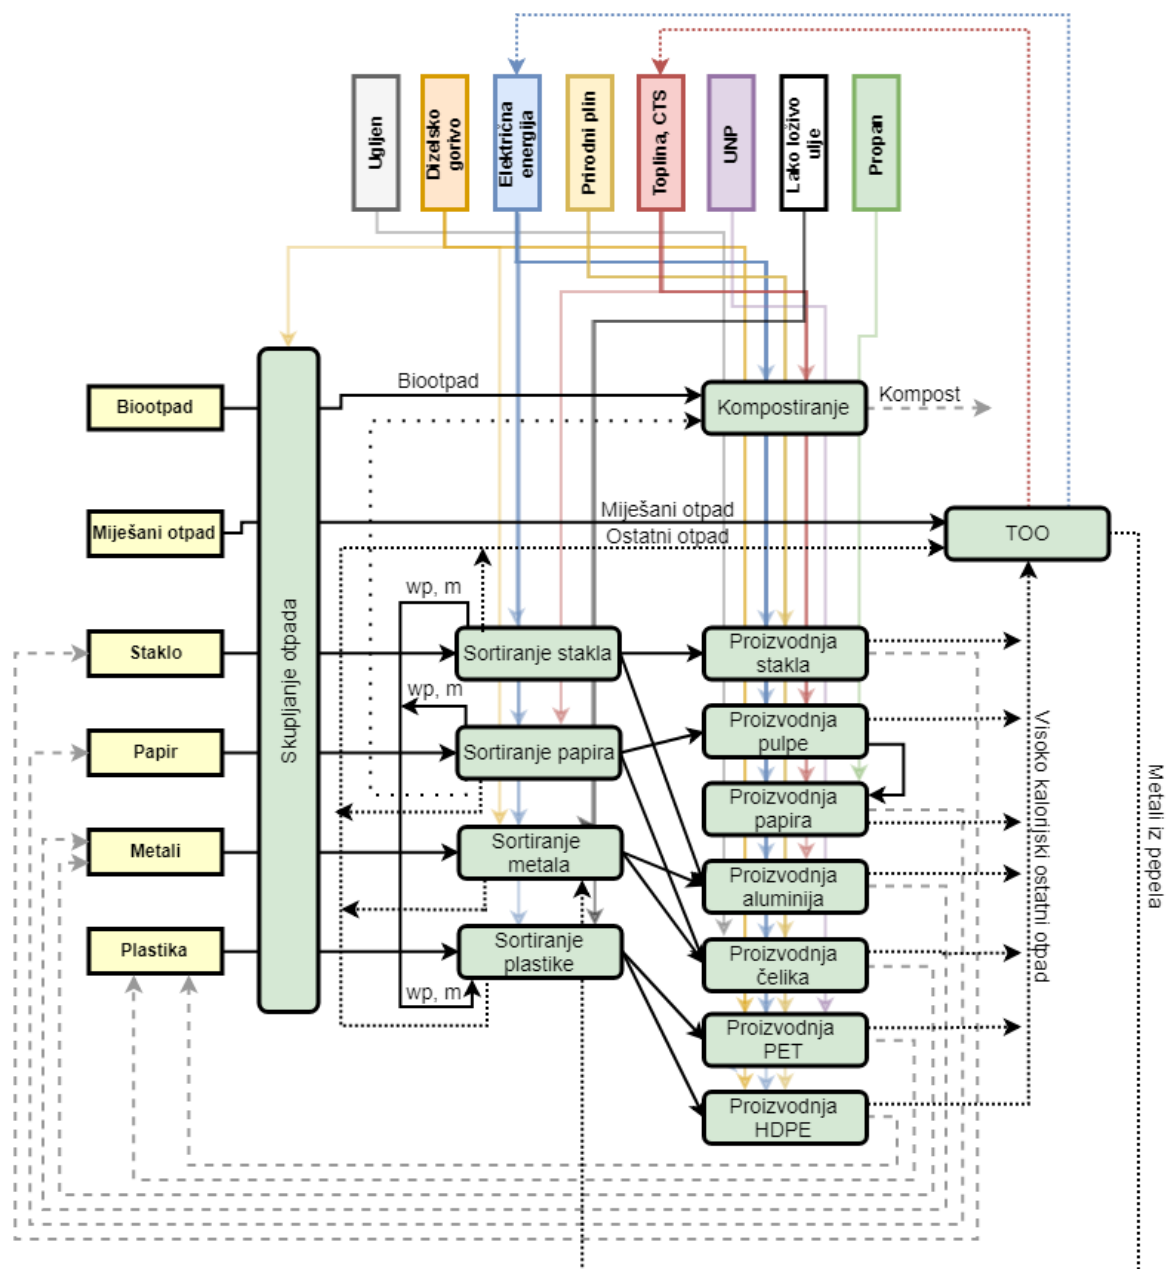 Ugljen
Dizelsko
gorivo
Električna
energija
Prirodni plin
Toplina, CTS
UNP
Lako loživo
ulje
Propan
Biootpad
Biootpad
Kompostiranje
Kompost
Miješani otpad
Miješani otpad
Ostatni otpad
TOO
Skupljanje otpada
wp, m
Staklo
Sortiranje stakla
Proizvodnja
stakla
wp, m
Papir
Sortiranje papira
Proizvodnja
pulpe
Proizvodnja
papira
Metali
Sortiranje
metala
Proizvodnja
aluminija
Plastika
Sortiranje
plastike
Proizvodnja
čelika
wp, m
Proizvodnja
PET
Proizvodnja
HDPE
Visoko kalorijski ostatni otpad
Metali iz pepela